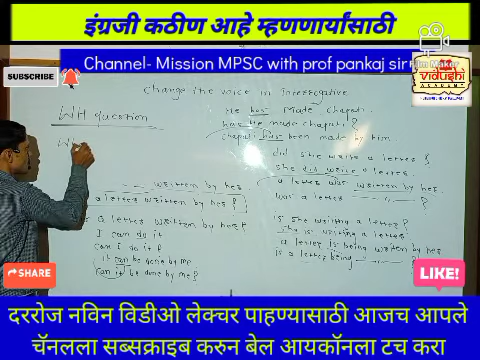 इंग्रजी कठीण आहे म्हणणार्यांसाठी
Channel- Mission MPSC with prof pankaj sir
Film Maker
vidushi
ACADEMY
SUBSCRIBE
Change the voice in Interrogative
WH question
Wh
He has made chapati.
Has he made chapati?
Chapati has been made by him.
did she write a letter?
she did write a letter.
a letter was written by her.
was a letter ?
written by her
a letter written by her?
a letter written by her?
I can do it
can I do it?
it can be done by me
can it be done by me?
Is she writing a letter?
she is writing a letter.
a letter is being written by her
is a letter being ?
SHARE
LIKE!
दररोज नविन विडीओ लेक्चर पाहण्यासाठी आजच आपले
चॅनलला सब्सक्राइब करुन बेल आयकॉनला टच करा